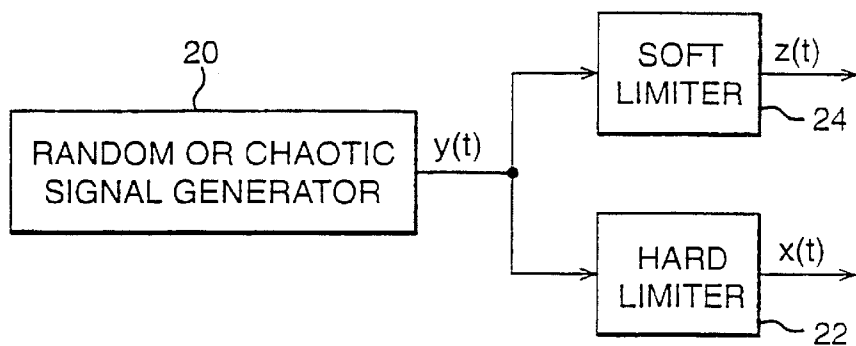 20
RANDOM OR CHAOTIC
SIGNAL GENERATOR
y(t)
SOFT
LIMITER
z(t)
24
HARD
LIMITER
x(t)
22